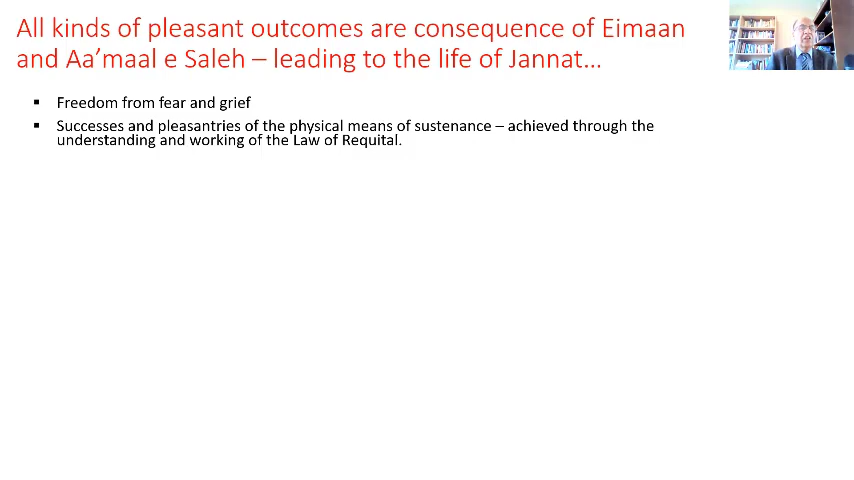 All kinds of pleasant outcomes are consequence of Eimaan
and Aa’maal e Saleh – leading to the life of Jannat…
▪ Freedom from fear and grief
▪ Successes and pleasantries of the physical means of sustenance – achieved through the
understanding and working of the Law of Requital.